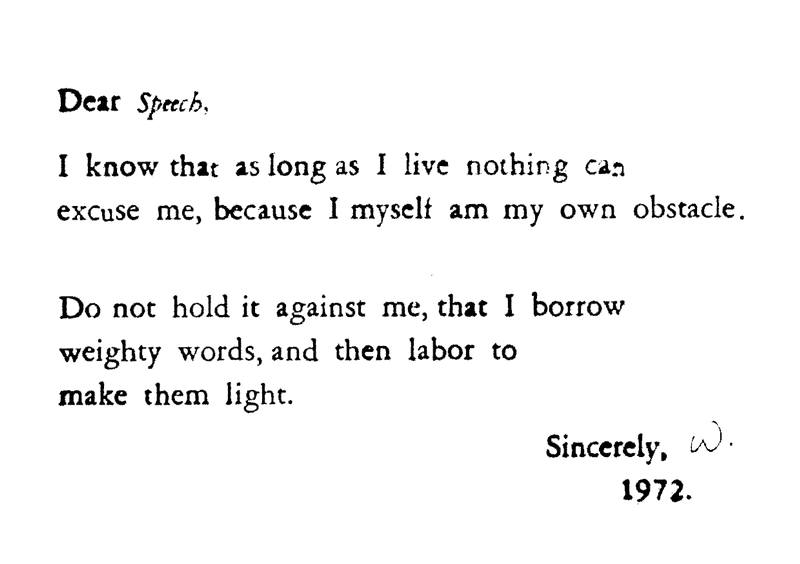 Dear Speech,
I know that as long as I live nothing can
excuse me, because I myself am my own obstacle.
Do not hold it against me, that I borrow
weighty words, and then labor to
make them light.
Sincerely, W.
1972.